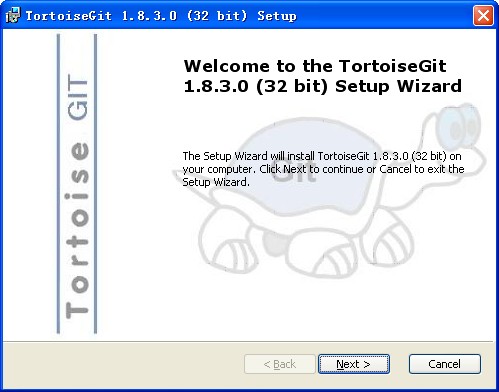 TortoiseGit 1.8.3.0 (32 bit) Setup
Welcome to the TortoiseGit
1.8.3.0 (32 bit) Setup Wizard
Tortoise GIT
Git
The Setup Wizard will install TortoiseGit 1.8.3.0 (32 bit) on
your computer. Click Next to continue or Cancel to exit the
Setup Wizard.
< Back
Next >
Cancel